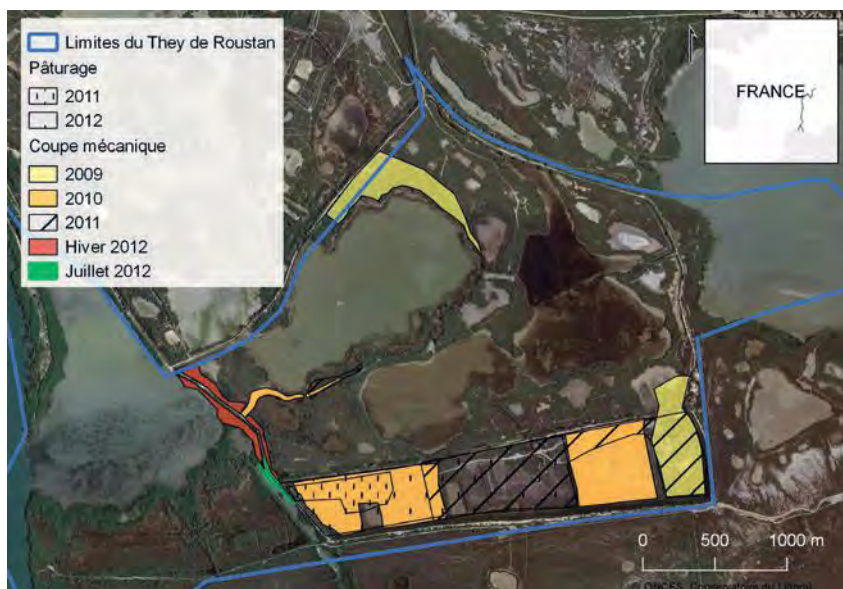 Limites du They de Roustan
Pâturage
2011
2012
Coupe mécanique
2009
2010
2011
Hiver 2012
Juillet 2012
FRANCE
0 500 1000 m
© ONCFS, Conservatoire du Littoral